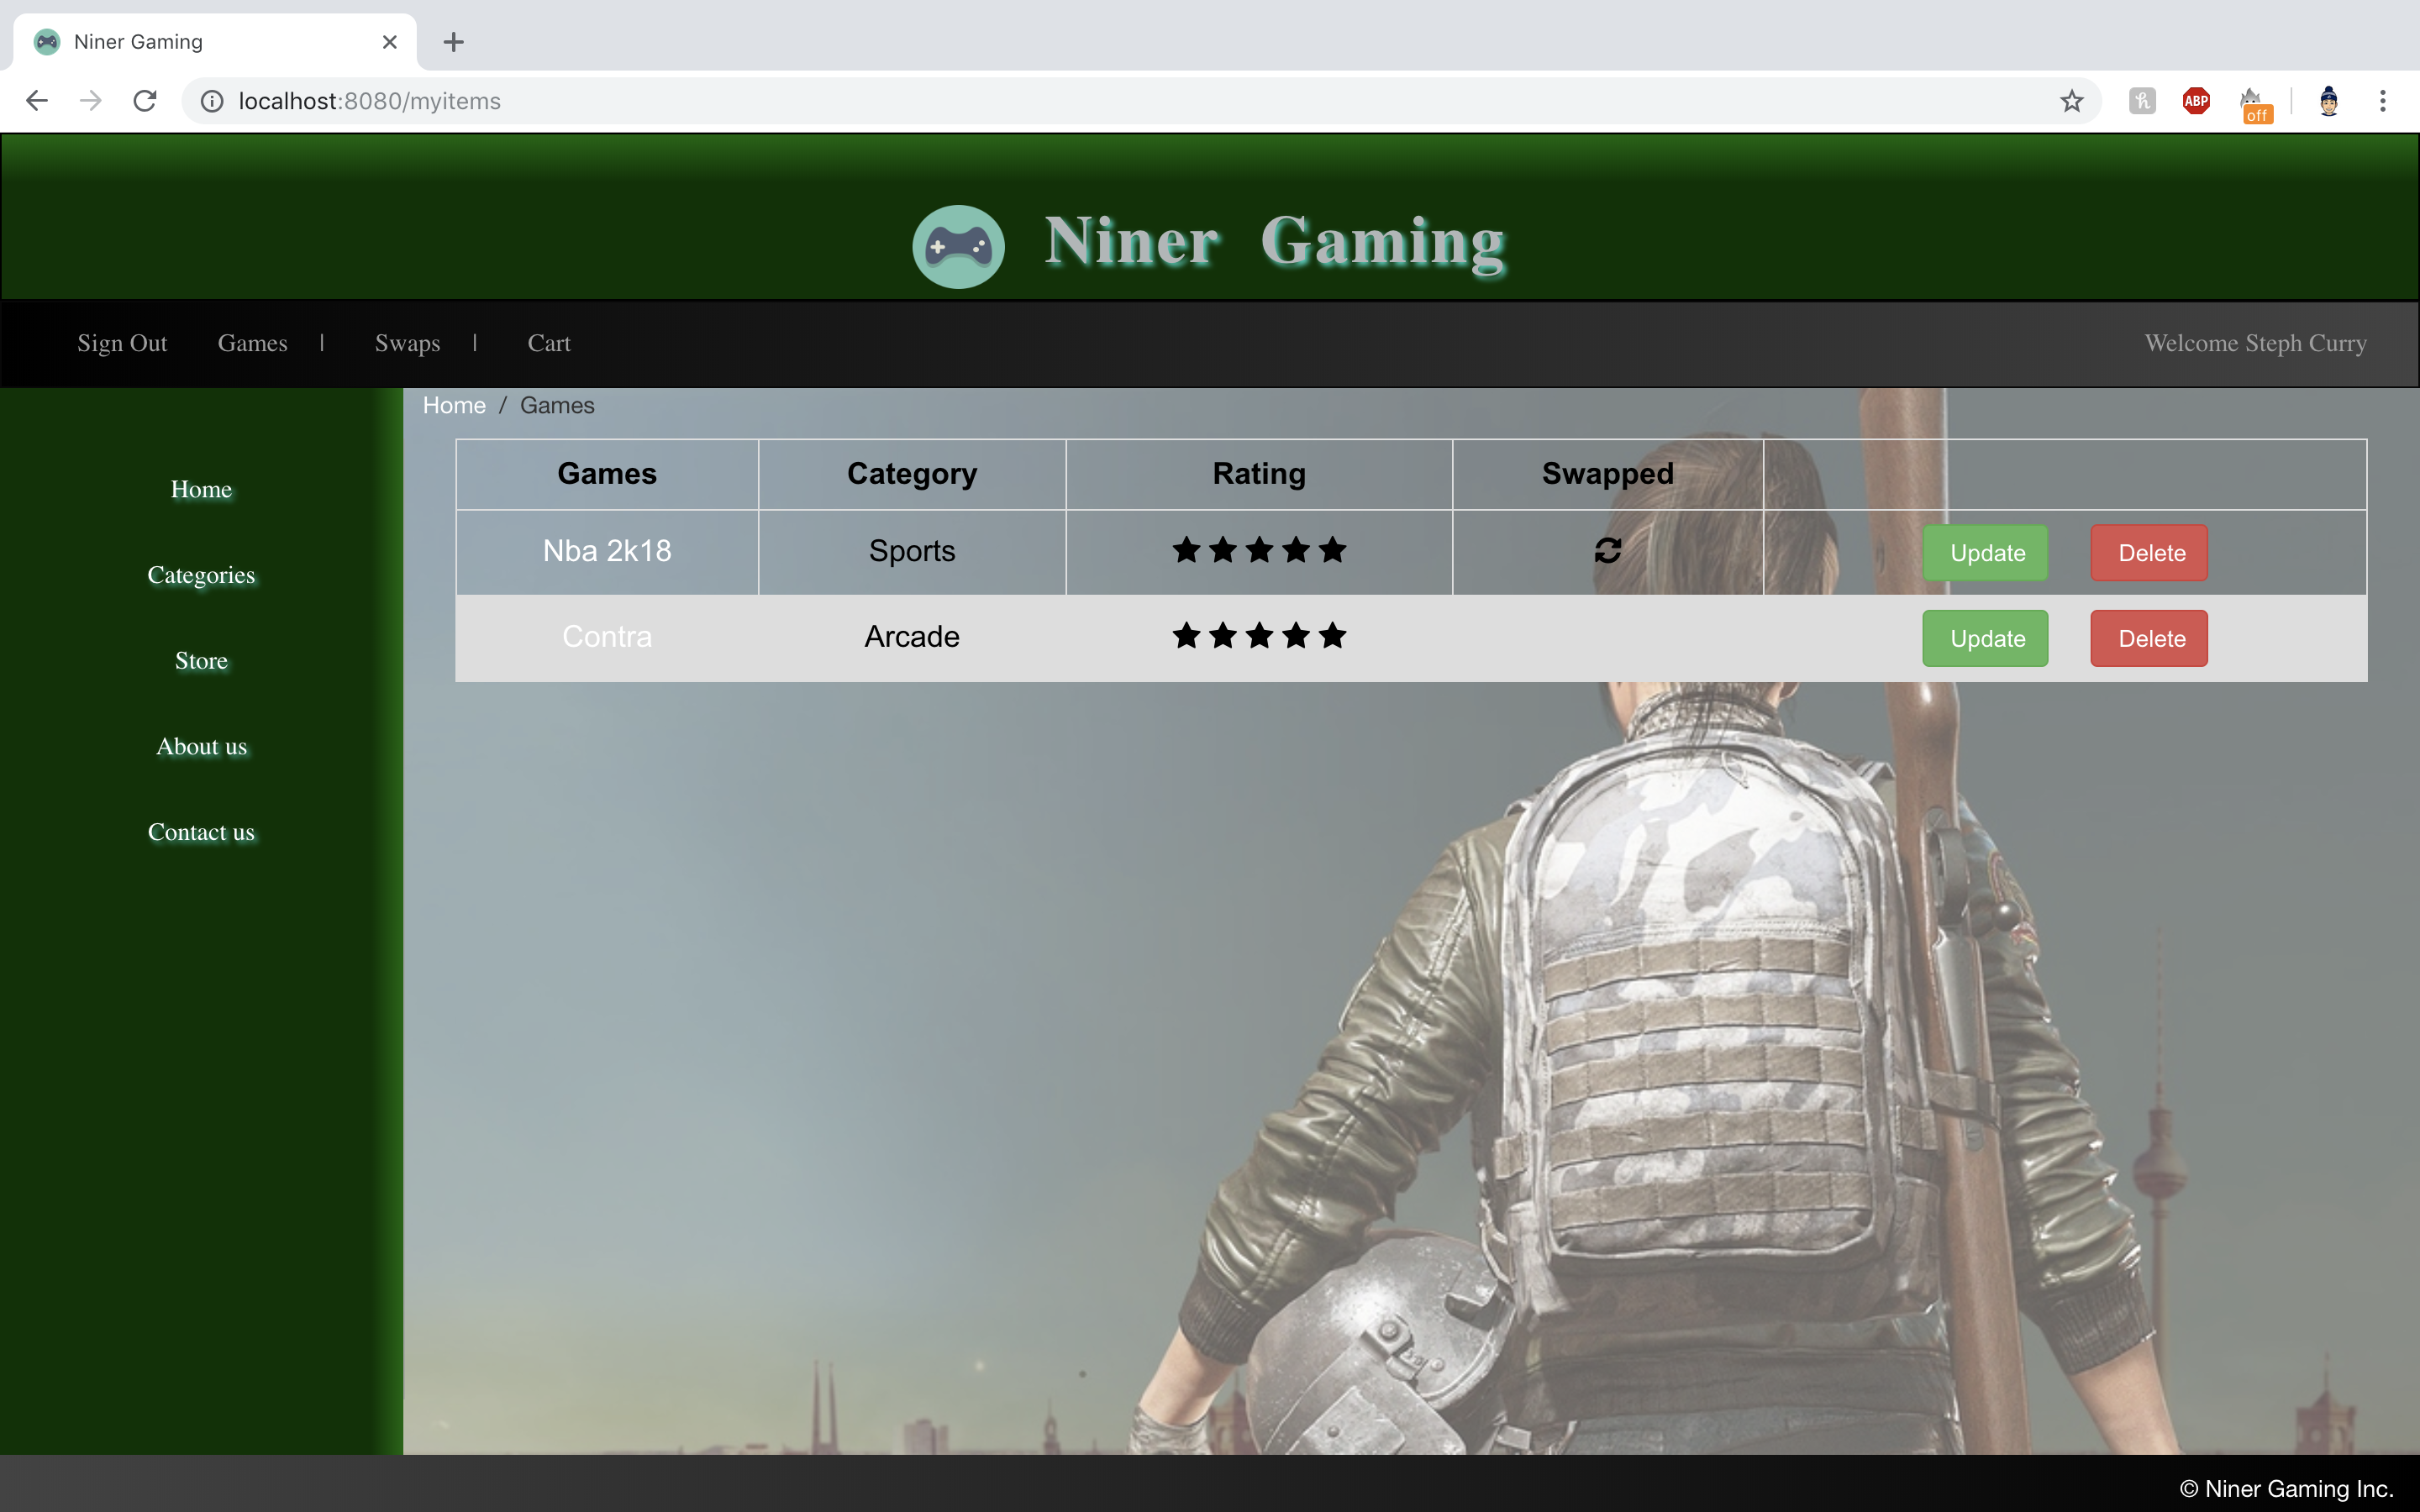 Niner Gaming
localhost:8080/myitems
ABP
off
Niner Gaming
Sign Out Games | Swaps | Cart Welcome Steph Curry
Home / Games
Home
Categories
Store
About us
Contact us
Games Category Rating Swapped
Nba 2k18 Sports Update Delete
Contra Arcade Update Delete
© Niner Gaming Inc.